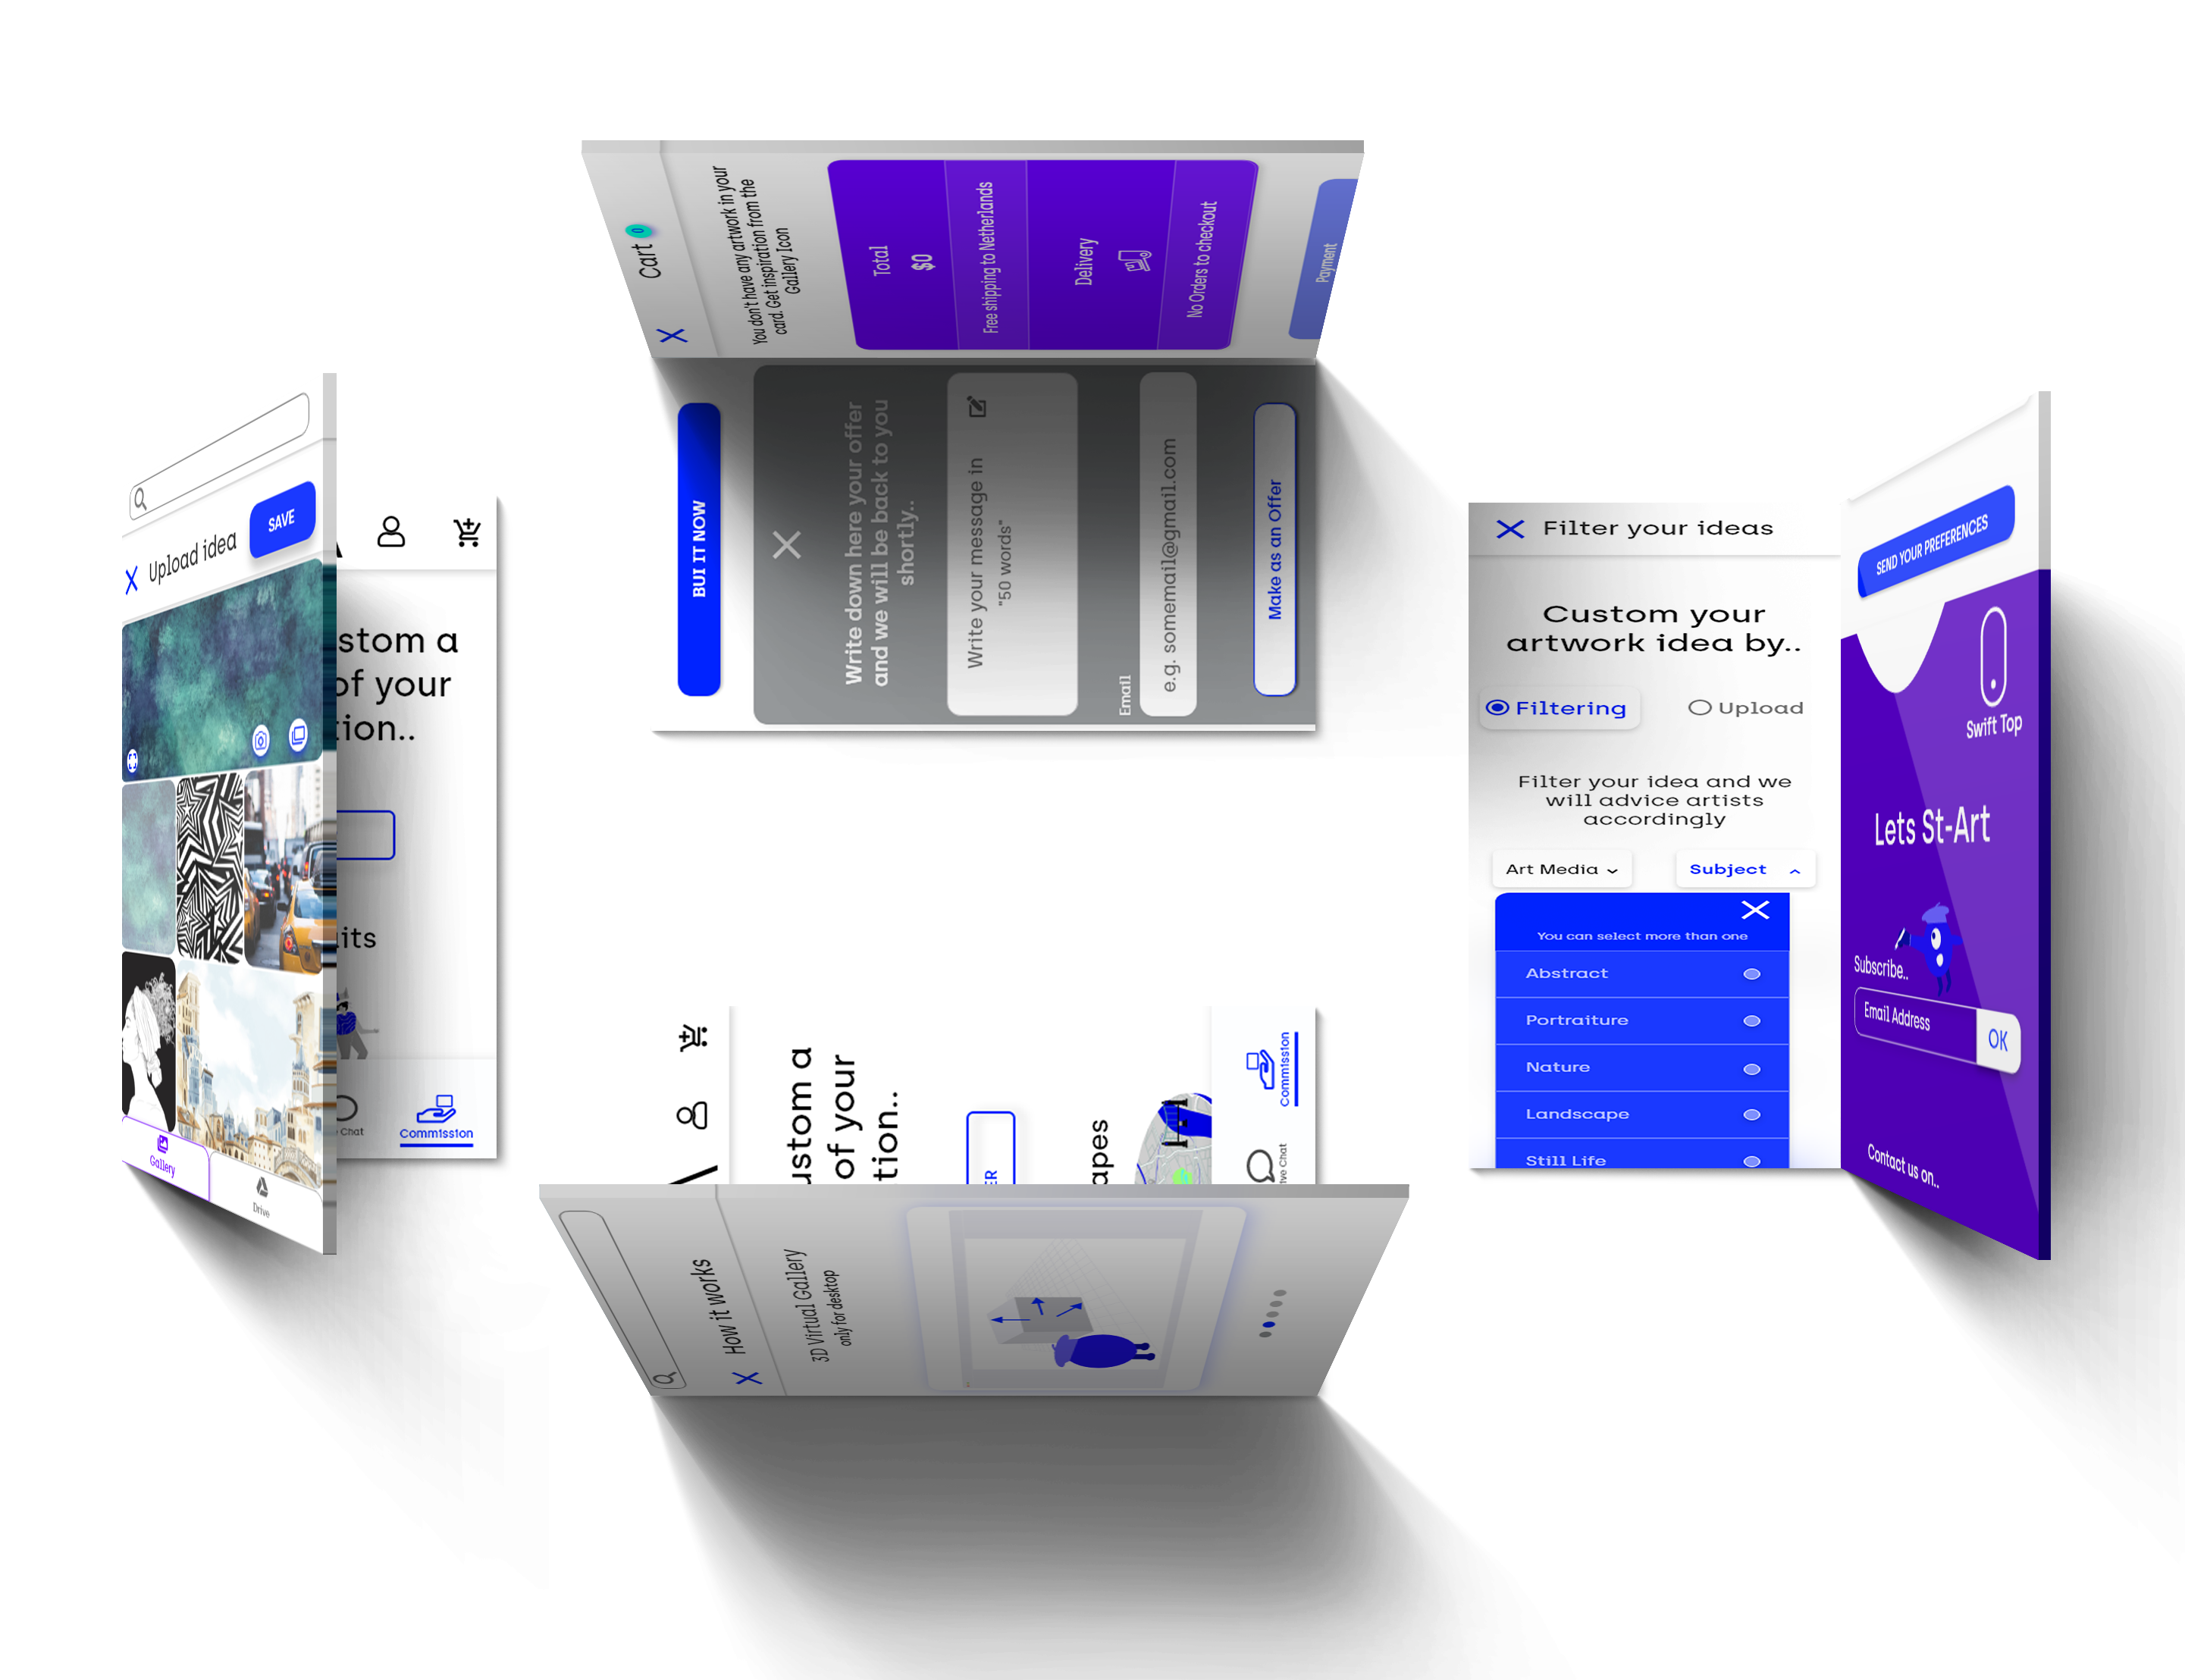 Upload idea
SAVE
Gallery
Drive
stom a
of your
tion..
its
Chat
Commission
Cart 0
You don't have any artwork in your
card. Get inspiration from the
Gallery Icon
Total
$0
Free shipping to Netherlands
Delivery
No Orders to checkout
Payment
BUI IT NOW
Write down here your offer
and we will be back to you
shortly..
Write your message in
"50 words"
Email
e.g. somemail@gmail.com
Make as an Offer
ustom a
of your
tion..
ER
apes
ive Chat
Commission
How it works
3D Virtual Gallery
only for desktop
Filter your ideas
Custom your
artwork idea by..
Filtering
Upload
Filter your idea and we
will advice artists
accordingly
Art Media
Subject
You can select more than one
Abstract
Portraiture
Nature
Landscape
Still Life
SEND YOUR PREFERENCES
Swift Top
Lets St-Art
Subscribe..
Email Address
OK
Contact us on..